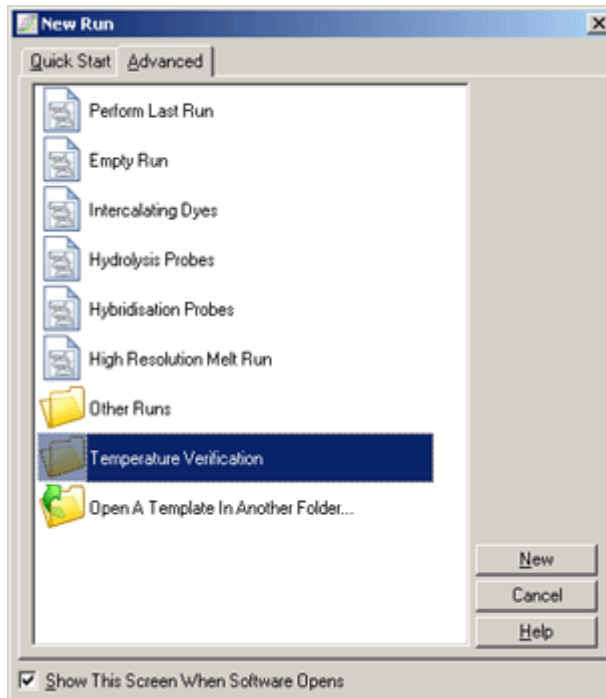 New Run
Quick Start Advanced
Perform Last Run
Empty Run
Intercalating Dyes
Hydrolysis Probes
Hybridisation Probes
High Resolution Melt Run
Other Runs
Temperature Verification
Open A Template In Another Folder...
New
Cancel
Help
Show This Screen When Software Opens